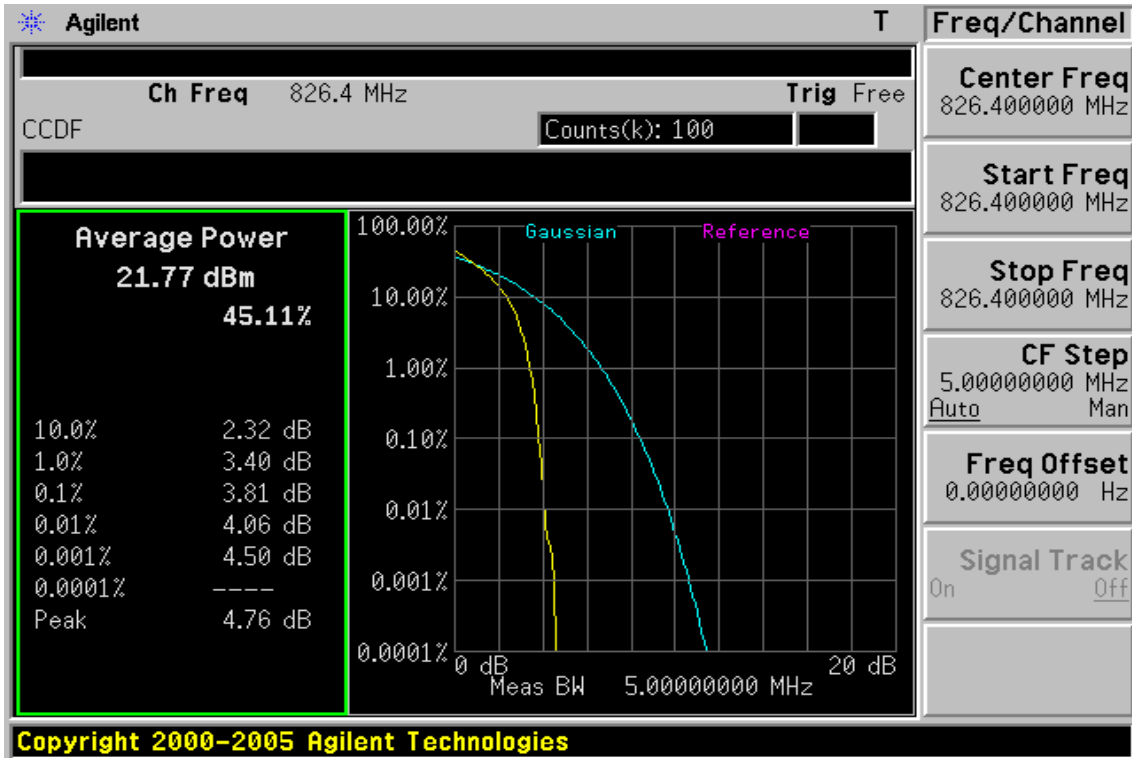 Agilent T
Freq/Channel
Ch Freq 826.4 MHz Trig Free
CCDF Counts(k): 100
Average Power
21.77 dBm
45.11%
10.0% 2.32 dB
1.0% 3.40 dB
0.1% 3.81 dB
0.01% 4.06 dB
0.001% 4.50 dB
0.0001% ----
Peak 4.76 dB
Gaussian Reference
100.00%
10.00%
1.00%
0.10%
0.01%
0.001%
0.0001%
0 dB 20 dB
Meas BW 5.00000000 MHz
Center Freq
826.400000 MHz
Start Freq
826.400000 MHz
Stop Freq
826.400000 MHz
CF Step
5.00000000 MHz
Auto Man
Freq Offset
0.00000000 Hz
Signal Track
On Off
Copyright 2000-2005 Agilent Technologies